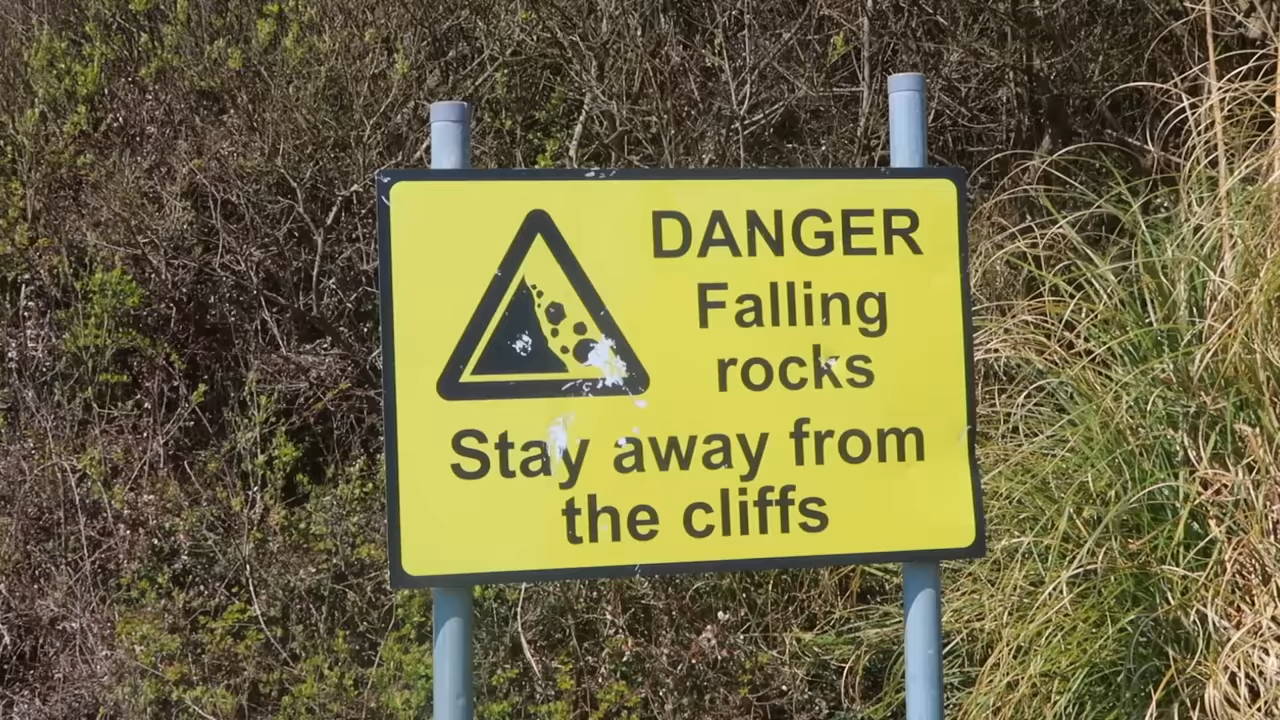 DANGER
Falling
rocks
Stay away from
the cliffs